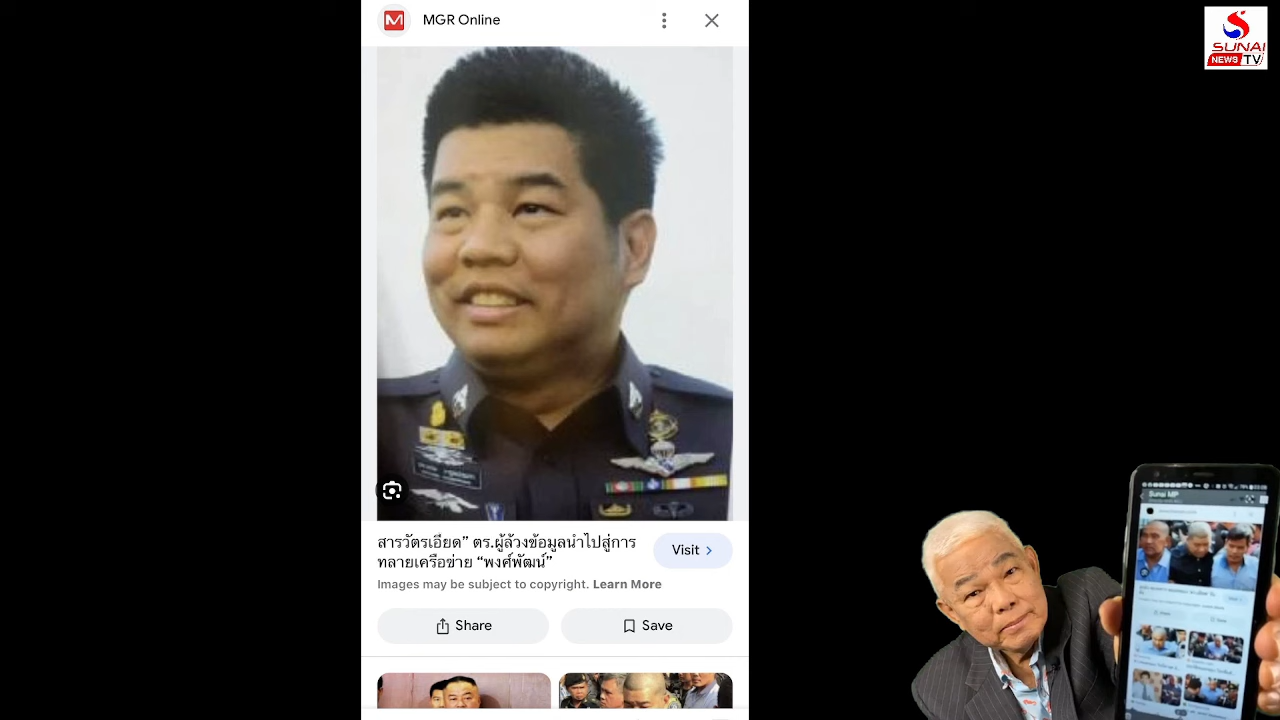 MGR Online
SUNAI
NEWS TV
สารวัตรเอี๊ยด” ตร.ผู้ล้วงข้อมูลนำไปสู่การ
ทลายเครือข่าย “พงศ์พัฒน์”
Visit
Images may be subject to copyright. Learn More
Share
Save
Sunai MP